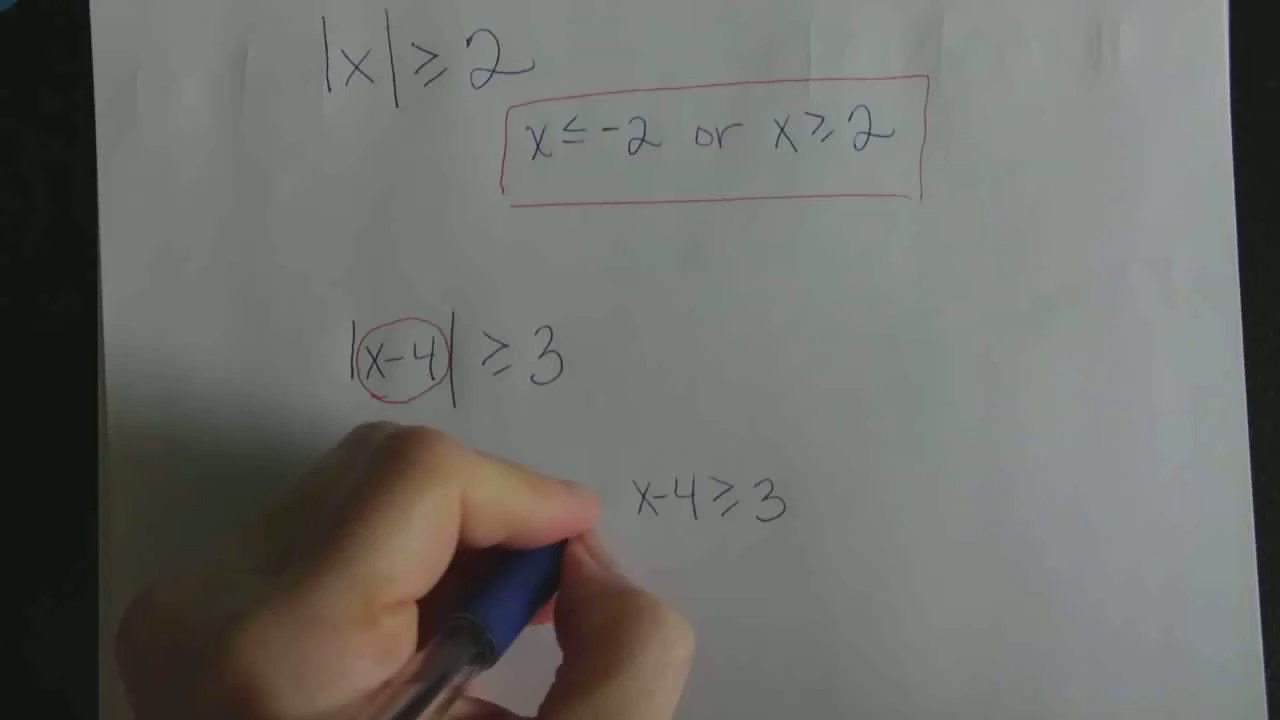 |x| ≥ 2
x ≤ -2 or x ≥ 2
|x-4| ≥ 3
x-4 ≥ 3